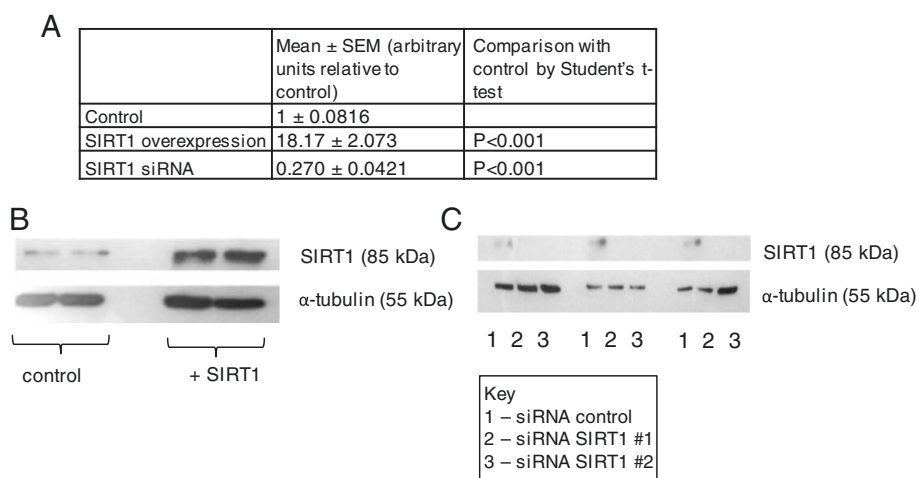 A
Mean ± SEM (arbitrary units relative to control)
Comparison with control by Student's t-test
Control
1 ± 0.0816
SIRT1 overexpression
18.17 ± 2.073
P<0.001
SIRT1 siRNA
0.270 ± 0.0421
P<0.001
B
SIRT1 (85 kDa)
α-tubulin (55 kDa)
control
+ SIRT1
C
SIRT1 (85 kDa)
α-tubulin (55 kDa)
1 2 3 1 2 3 1 2 3
Key
1 – siRNA control
2 – siRNA SIRT1 #1
3 – siRNA SIRT1 #2